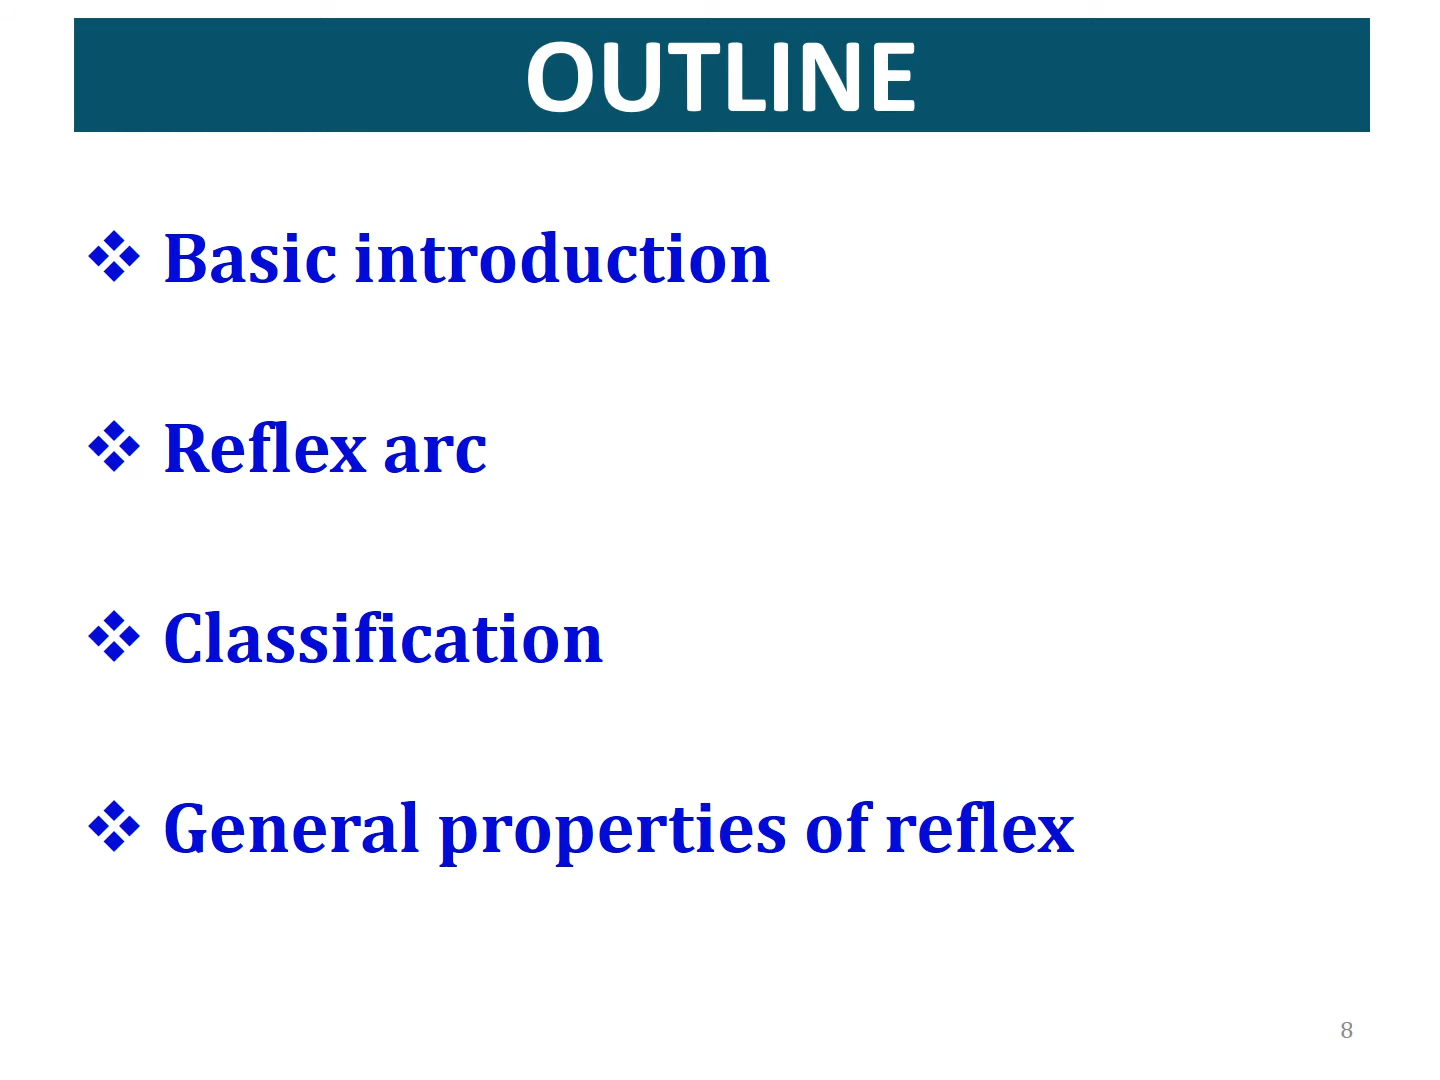 OUTLINE
❖ Basic introduction
❖ Reflex arc
❖ Classification
❖ General properties of reflex
8